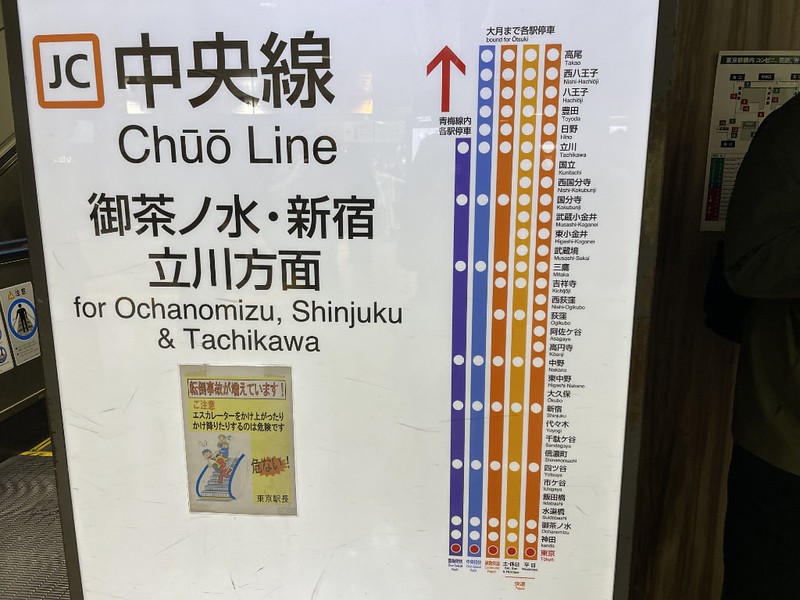 JC 中央線
Chūō Line
御茶ノ水・新宿
立川方面
for Ochanomizu, Shinjuku
& Tachikawa
転倒事故が増えています！
ご注意
エスカレーターをかけ上がったり
かけ降りたりするのは危険です
危ない！
東京駅長
大月まで各駅停車
bound for Ōtsuki
青梅線内
各駅停車
高尾
Takao
西八王子
Nishi-Hachiōji
八王子
Hachiōji
豊田
Toyoda
日野
Hino
立川
Tachikawa
国立
Kunitachi
西国分寺
Nishi-Kokubunji
国分寺
Kokubunji
武蔵小金井
Musashi-Koganei
東小金井
Higashi-Koganei
武蔵境
Musashi-Sakai
三鷹
Mitaka
吉祥寺
Kichijōji
西荻窪
Nishi-Ogikubo
荻窪
Ogikubo
阿佐ケ谷
Asagaya
高円寺
Kōenji
中野
Nakano
東中野
Higashi-Nakano
大久保
Ōkubo
新宿
Shinjuku
代々木
Yoyogi
千駄ケ谷
Sendagaya
信濃町
Shinanomachi
四ツ谷
Yotsuya
市ケ谷
Ichigaya
飯田橋
Iidabashi
水道橋
Suidōbashi
御茶ノ水
Ochanomizu
神田
Kanda
東京
Tokyo
土・休日
平日
快速
Rapid
注意